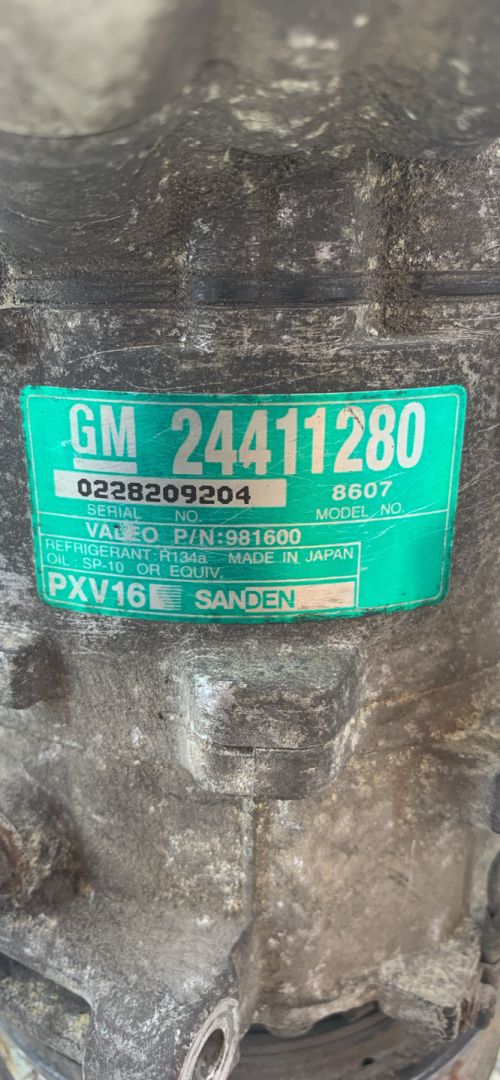 GM 24411280
0228209204 8607
SERIAL NO. MODEL NO.
VALEO P/N:981600
REFRIGERANT: R134a MADE IN JAPAN
OIL : SP-10 OR EQUIV.
PXV16 SANDEN